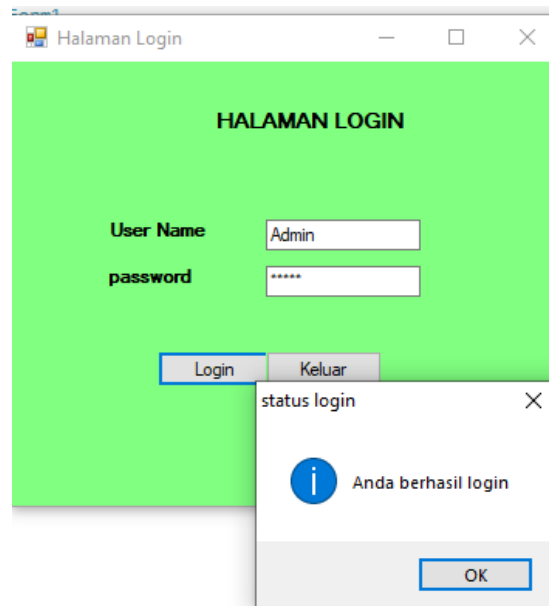 Halaman Login
HALAMAN LOGIN
User Name
Admin
password
*****
Login
Keluar
status login
Anda berhasil login
OK